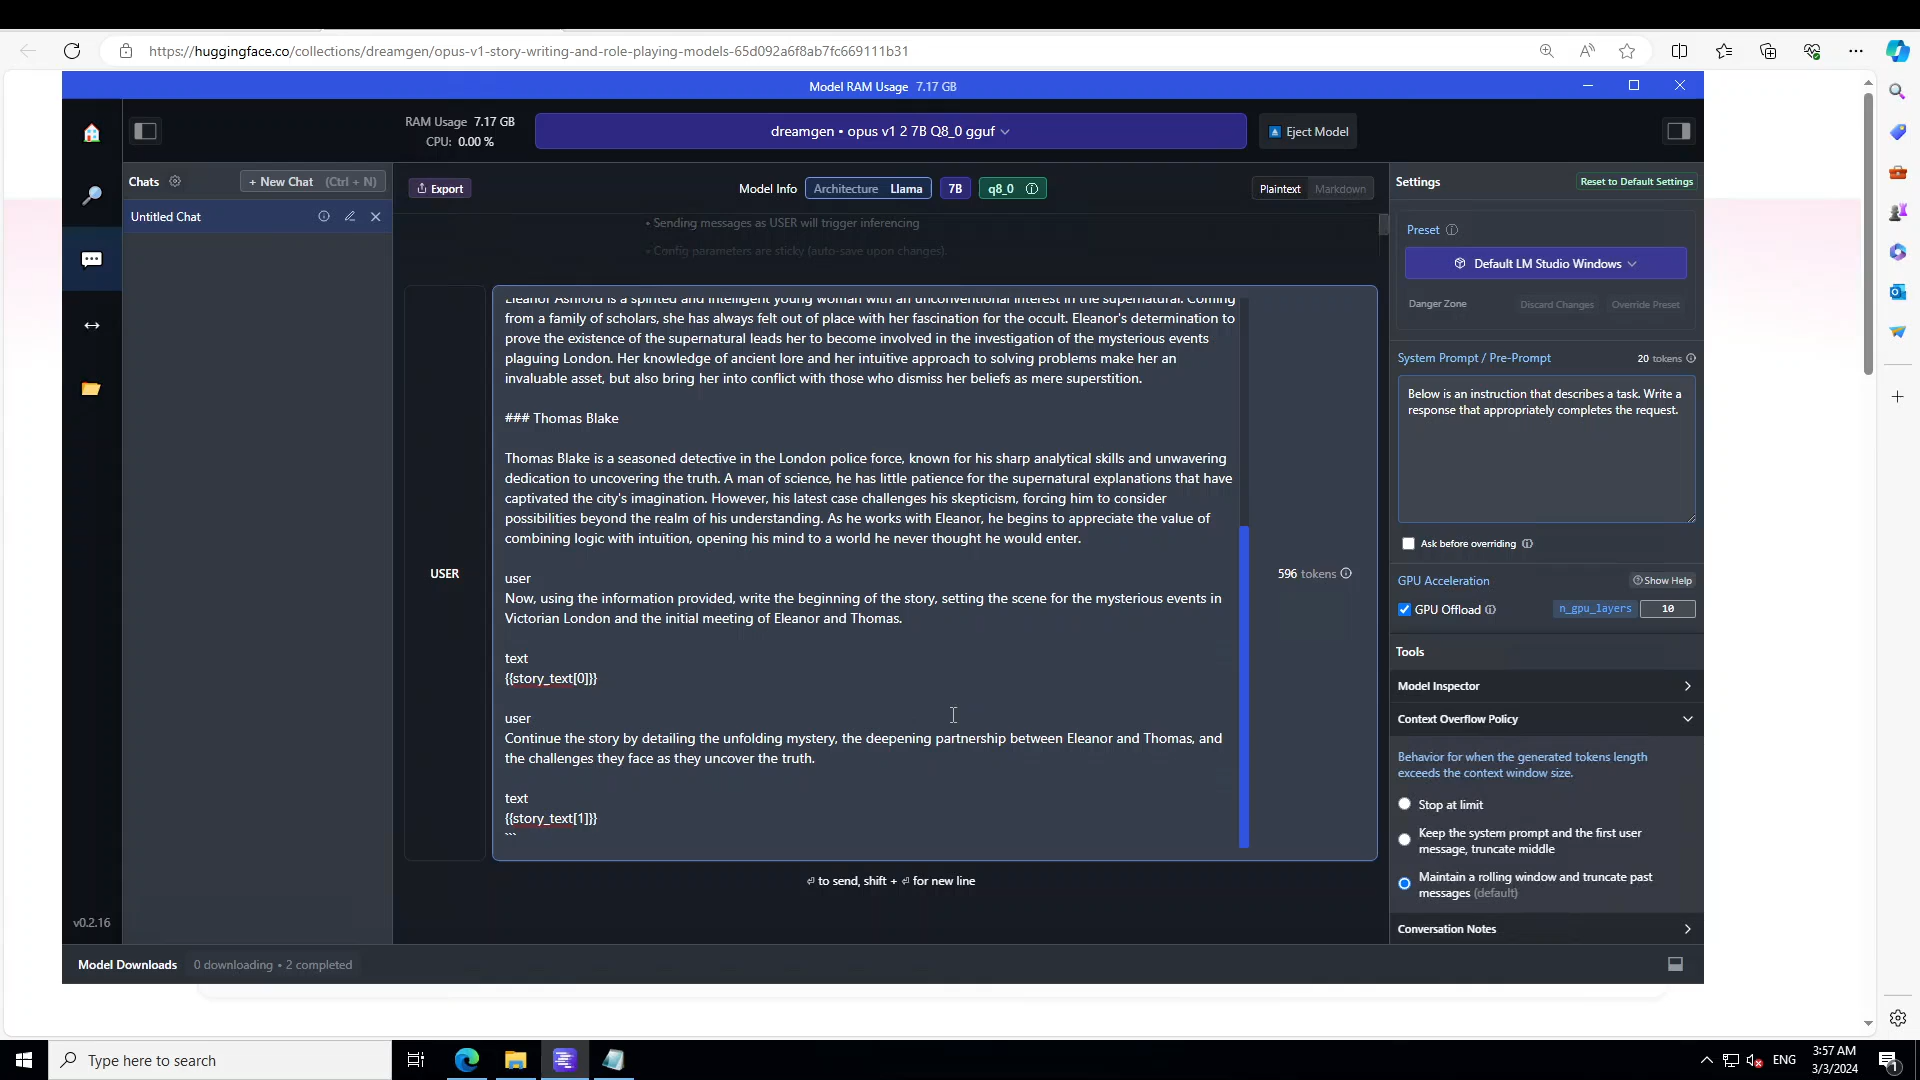 https://huggingface.co/collections/dreamgen/opus-v1-story-writing-and-role-playing-models-65d092a6f8ab7fc669111b31
Model RAM Usage 7.17 GB
RAM Usage 7.17 GB
CPU: 0.00 %
dreamgen • opus v1 2 7B Q8_0 gguf
Eject Model
Chats
+ New Chat (Ctrl + N)
Untitled Chat
Export
Model Info Architecture Llama 7B q8_0
Plaintext Markdown
• Sending messages as USER will trigger inferencing
• Config parameters are sticky (auto-save upon changes).
USER
Eleanor Ashford is a spirited and intelligent young woman with an unconventional interest in the supernatural. Coming
from a family of scholars, she has always felt out of place with her fascination for the occult. Eleanor's determination to
prove the existence of the supernatural leads her to become involved in the investigation of the mysterious events
plaguing London. Her knowledge of ancient lore and her intuitive approach to solving problems make her an
invaluable asset, but also bring her into conflict with those who dismiss her beliefs as mere superstition.
### Thomas Blake
Thomas Blake is a seasoned detective in the London police force, known for his sharp analytical skills and unwavering
dedication to uncovering the truth. A man of science, he has little patience for the supernatural explanations that have
captivated the city's imagination. However, his latest case challenges his skepticism, forcing him to consider
possibilities beyond the realm of his understanding. As he works with Eleanor, he begins to appreciate the value of
combining logic with intuition, opening his mind to a world he never thought he would enter.
user
Now, using the information provided, write the beginning of the story, setting the scene for the mysterious events in
Victorian London and the initial meeting of Eleanor and Thomas.
text
{{story_text[0]}}
user
Continue the story by detailing the unfolding mystery, the deepening partnership between Eleanor and Thomas, and
the challenges they face as they uncover the truth.
text
{{story_text[1]}}
```
596 tokens
⏎ to send, shift + ⏎ for new line
Settings
Reset to Default Settings
Preset
Default LM Studio Windows
Danger Zone
Discard Changes
Override Preset
System Prompt / Pre-Prompt
20 tokens
Below is an instruction that describes a task. Write a
response that appropriately completes the request.
Ask before overriding
GPU Acceleration
Show Help
GPU Offload
n_gpu_layers 10
Tools
Model Inspector
Context Overflow Policy
Behavior for when the generated tokens length
exceeds the context window size.
Stop at limit
Keep the system prompt and the first user
message, truncate middle
Maintain a rolling window and truncate past
messages (default)
Conversation Notes
v0.2.16
Model Downloads 0 downloading • 2 completed
Type here to search
ENG
3:57 AM
3/3/2024
1